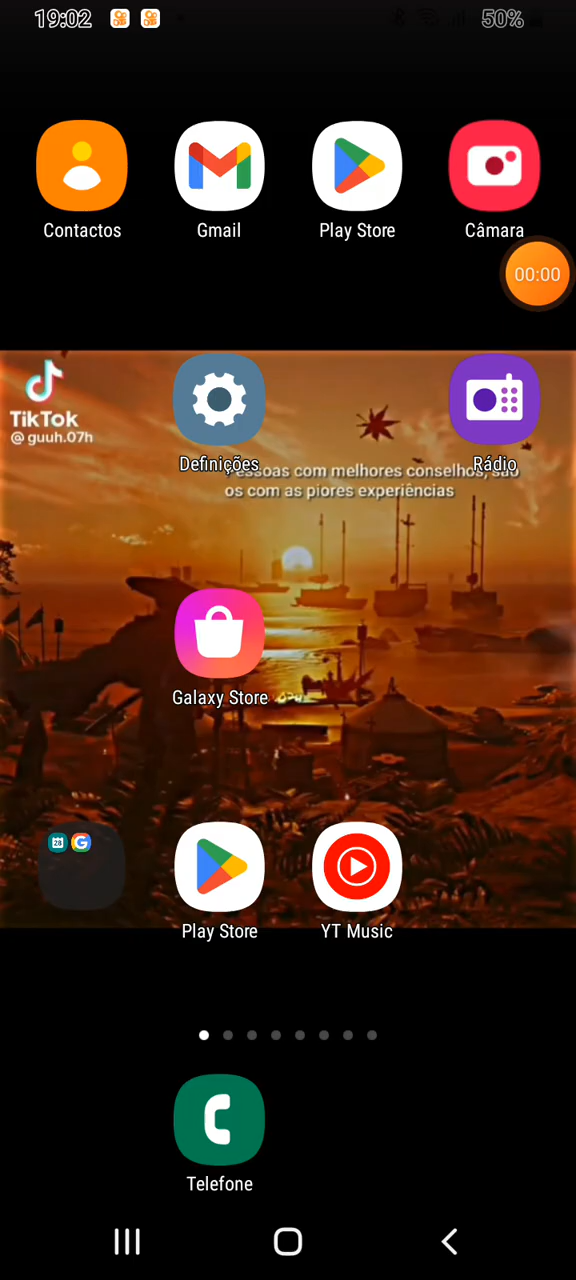 19:02
50%
Contactos
Gmail
Play Store
Câmara
00:00
TikTok
@guuh.07h
Definições
Rádio
Pessoas com melhores conselhos, são
os com as piores experiências
Galaxy Store
28
Play Store
YT Music
Telefone